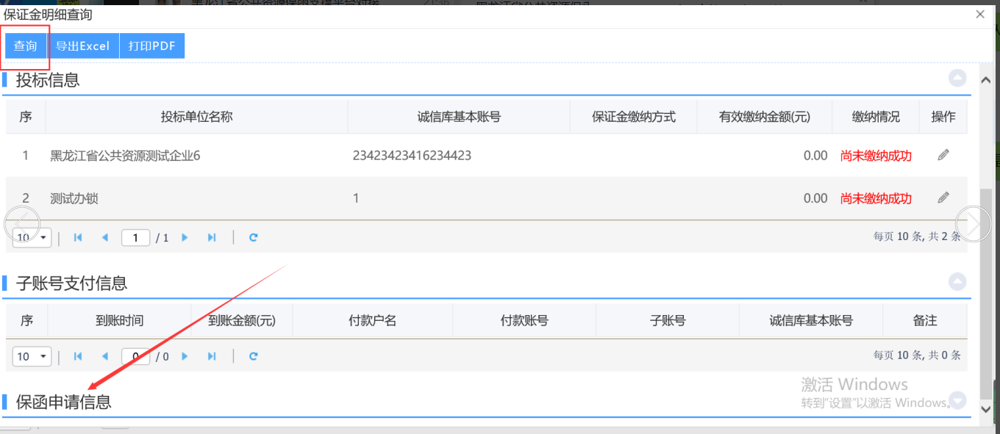 保证金明细查询
查询 导出Excel 打印PDF
投标信息
序 投标单位名称 诚信库基本账号 保证金缴纳方式 有效缴纳金额(元) 缴纳情况 操作
1 黑龙江省公共资源测试企业6 23423423416234423 0.00 尚未缴纳成功
2 测试办锁 1 0.00 尚未缴纳成功
10 1 / 1 每页 10 条, 共 2 条
子账号支付信息
序 到账时间 到账金额(元) 付款户名 付款账号 子账号 诚信库基本账号 备注
10 0 / 0 每页 10 条, 共 0 条
激活 Windows
保函申请信息
转到"设置"以激活 Windows。